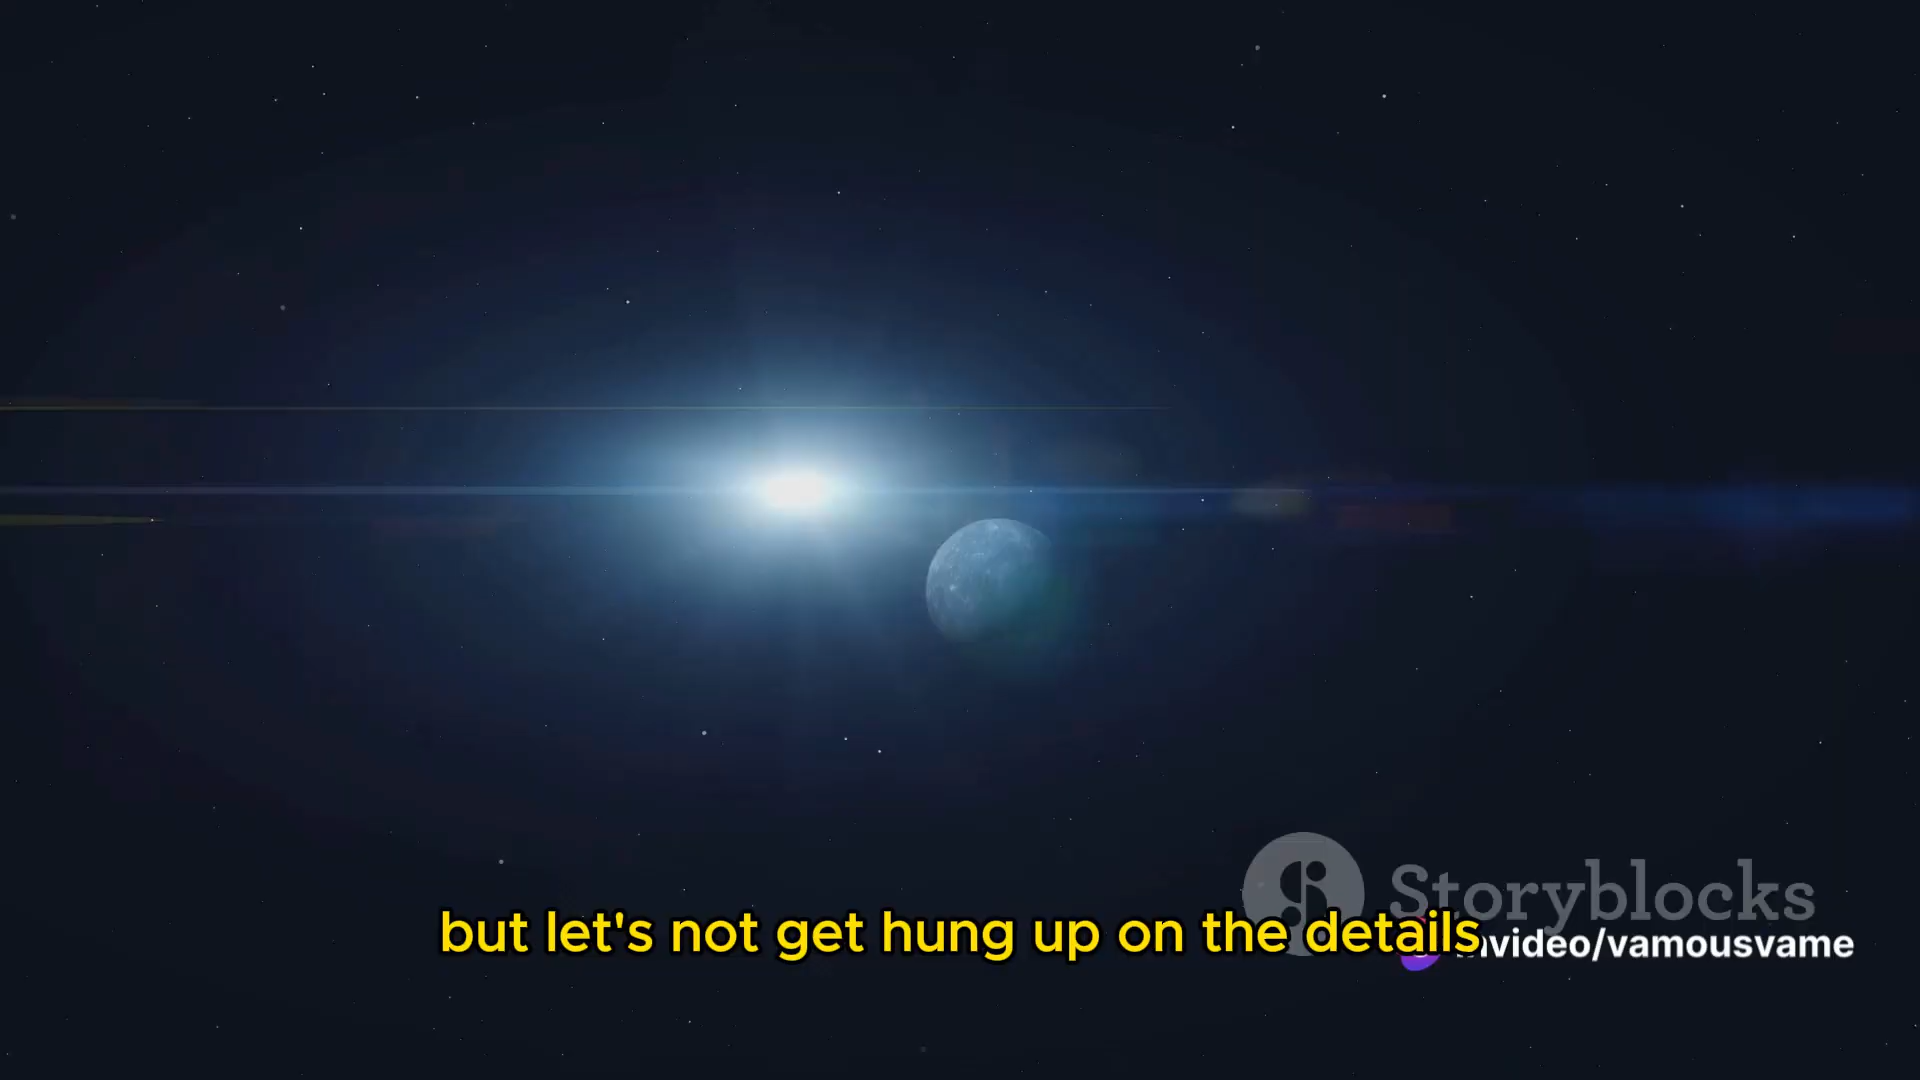 Storyblocks
but let's not get hung up on the details
video/vamousvame